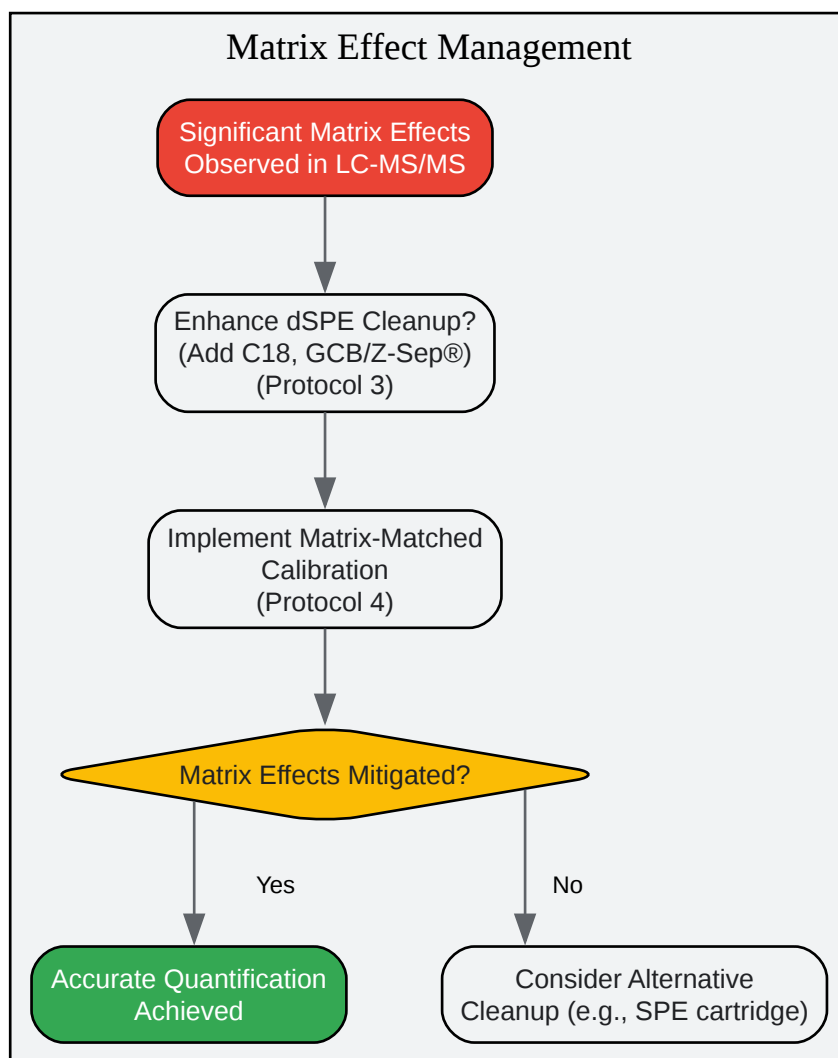 Matrix Effect Management
Significant Matrix Effects
Observed in LC-MS/MS
Enhance dSPE Cleanup?
(Add C18, GCB/Z-Sep®)
(Protocol 3)
Implement Matrix-Matched
Calibration
(Protocol 4)
Matrix Effects Mitigated?
Yes
No
Accurate Quantification
Achieved
Consider Alternative
Cleanup (e.g., SPE cartridge)